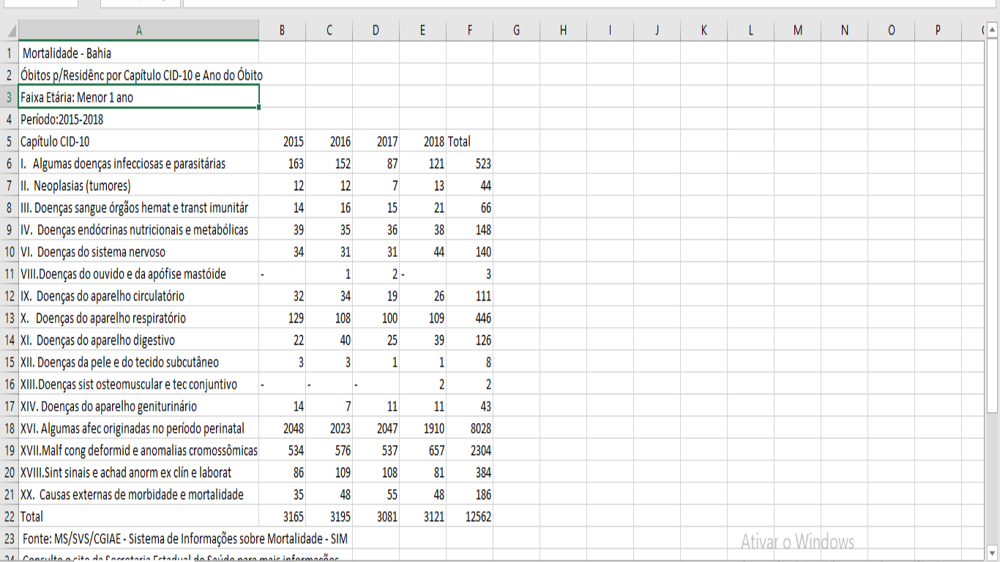 A B C D E F G H I J K L M N O P
1 Mortalidade - Bahia
2 Óbitos p/Residênc por Capítulo CID-10 e Ano do Óbito
3 Faixa Etária: Menor 1 ano
4 Período:2015-2018
5 Capítulo CID-10 2015 2016 2017 2018 Total
6 I. Algumas doenças infecciosas e parasitárias 163 152 87 121 523
7 II. Neoplasias (tumores) 12 12 7 13 44
8 III. Doenças sangue órgãos hemat e transt imunitár 14 16 15 21 66
9 IV. Doenças endócrinas nutricionais e metabólicas 39 35 36 38 148
10 VI. Doenças do sistema nervoso 34 31 31 44 140
11 VIII.Doenças do ouvido e da apófise mastóide - 1 2 - 3
12 IX. Doenças do aparelho circulatório 32 34 19 26 111
13 X. Doenças do aparelho respiratório 129 108 100 109 446
14 XI. Doenças do aparelho digestivo 22 40 25 39 126
15 XII. Doenças da pele e do tecido subcutâneo 3 3 1 1 8
16 XIII.Doenças sist osteomuscular e tec conjuntivo - - - 2 2
17 XIV. Doenças do aparelho geniturinário 14 7 11 11 43
18 XVI. Algumas afec originadas no período perinatal 2048 2023 2047 1910 8028
19 XVII.Malf cong deformid e anomalias cromossômicas 534 576 537 657 2304
20 XVIII.Sint sinais e achad anorm ex clín e laborat 86 109 108 81 384
21 XX. Causas externas de morbidade e mortalidade 35 48 55 48 186
22 Total 3165 3195 3081 3121 12562
23 Fonte: MS/SVS/CGIAE - Sistema de Informações sobre Mortalidade - SIM
24 Consulte o site da Secretaria Estadual de Saúde para mais informações
Ativar o Windows